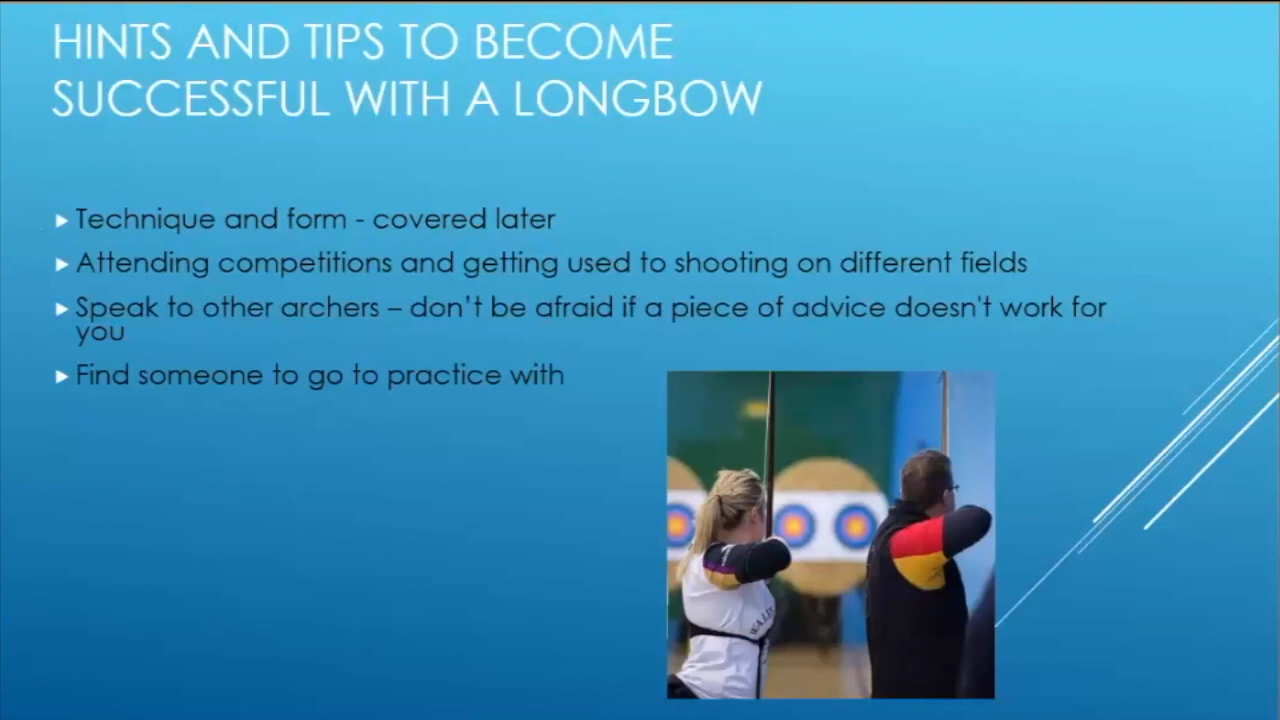 HINTS AND TIPS TO BECOME
SUCCESSFUL WITH A LONGBOW
Technique and form - covered later
Attending competitions and getting used to shooting on different fields
Speak to other archers – don't be afraid if a piece of advice doesn't work for
you
Find someone to go to practice with